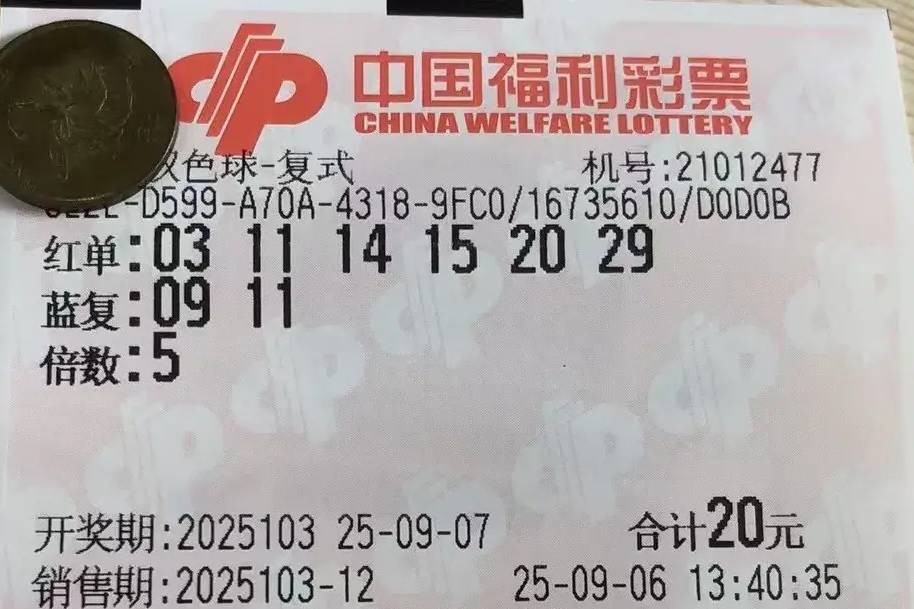 中国福利彩票
CHINA WELFARE LOTTERY
色球-复式 机号:21012477
-D599-A70A-4318-9FC0/16735610/D0D0B
红单:03 11 14 15 20 29
蓝复:09 11
倍数:5
开奖期:2025103 25-09-07 合计20元
销售期:2025103-12 25-09-06 13:40:35